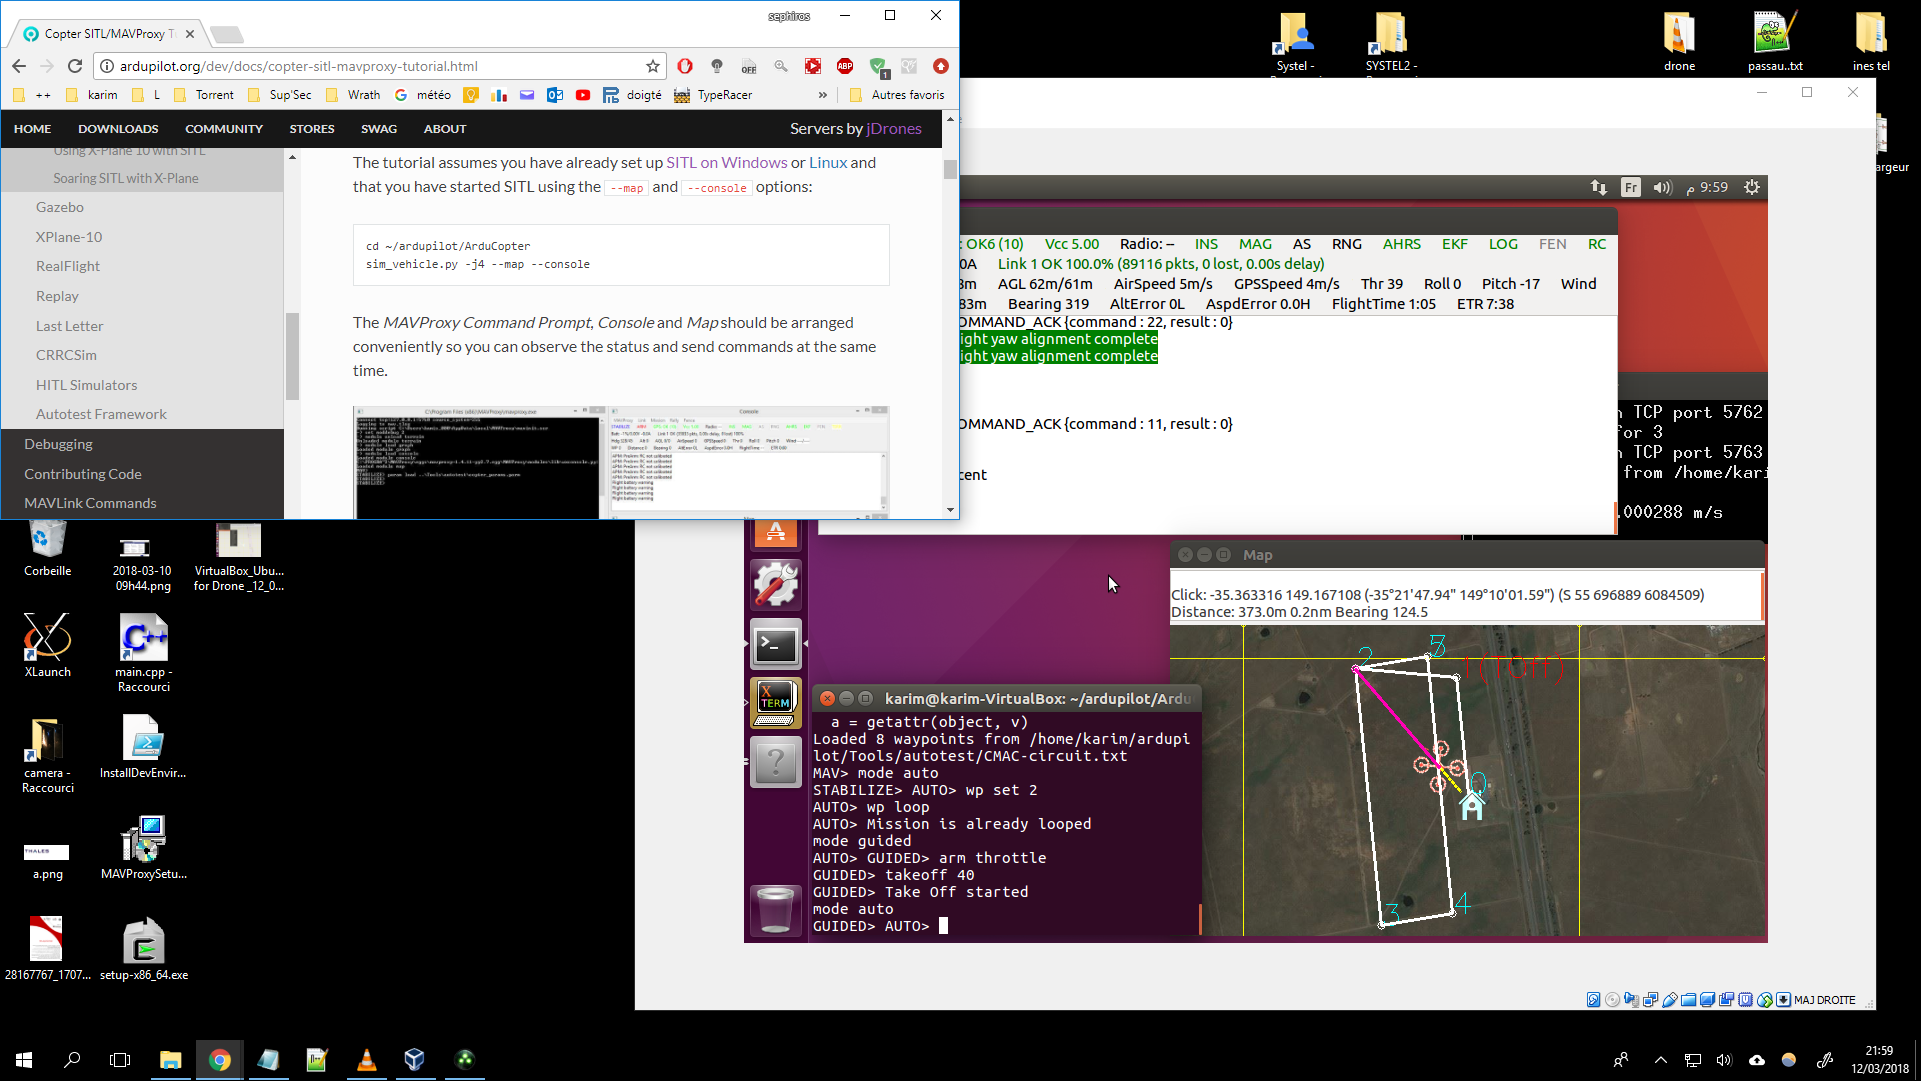 sephiros
Copter SITL/MAVProxy Tu
ardupilot.org/dev/docs/copter-sitl-mavproxy-tutorial.html
++
karim
L
Torrent
Sup'Sec
Wrath
météo
doigté
TypeRacer
»
Autres favoris
HOME
DOWNLOADS
COMMUNITY
STORES
SWAG
ABOUT
Servers by jDrones
Using X-Plane 10 with SITL
Soaring SITL with X-Plane
Gazebo
XPlane-10
RealFlight
Replay
Last Letter
CRRCSim
HITL Simulators
Autotest Framework
Debugging
Contributing Code
MAVLink Commands
The tutorial assumes you have already set up SITL on Windows or Linux and
that you have started SITL using the --map and --console options:
cd ~/ardupilot/ArduCopter
sim_vehicle.py -j4 --map --console
The MAVProxy Command Prompt, Console and Map should be arranged
conveniently so you can observe the status and send commands at the same
time.
Systel -
SYSTEL2 -
drone
passau..txt
ines tel
argeur
Fr
م 9:59
: OK6 (10) Vcc 5.00 Radio: -- INS MAG AS RNG AHRS EKF LOG FEN RC
0A Link 1 OK 100.0% (89116 pkts, 0 lost, 0.00s delay)
3m AGL 62m/61m AirSpeed 5m/s GPSSpeed 4m/s Thr 39 Roll 0 Pitch -17 Wind
83m Bearing 319 AltError 0L AspdError 0.0H FlightTime 1:05 ETR 7:38
OMMAND_ACK {command : 22, result : 0}
ight yaw alignment complete
ight yaw alignment complete
OMMAND_ACK {command : 11, result : 0}
cent
n TCP port 5762
for 3
n TCP port 5763
from /home/kari
.000288 m/s
Map
Click: -35.363316 149.167108 (-35°21'47.94" 149°10'01.59") (S 55 696889 6084509)
Distance: 373.0m 0.2nm Bearing 124.5
2
0
3
4
karim@karim-VirtualBox: ~/ardupilot/Ardu
a = getattr(object, v)
Loaded 8 waypoints from /home/karim/ardupi
lot/Tools/autotest/CMAC-circuit.txt
MAV> mode auto
STABILIZE> AUTO> wp set 2
AUTO> wp loop
AUTO> Mission is already looped
mode guided
AUTO> GUIDED> arm throttle
GUIDED> takeoff 40
GUIDED> Take Off started
mode auto
GUIDED> AUTO>
MAJ DROITE
Corbeille
2018-03-10
09h44.png
VirtualBox_Ubu...
for Drone _12_0...
XLaunch
main.cpp -
Raccourci
camera -
Raccourci
InstallDevEnvir...
THALES
a.png
MAVProxySetu...
28167767_1707...
setup-x86_64.exe
X
TERM
21:59
12/03/2018